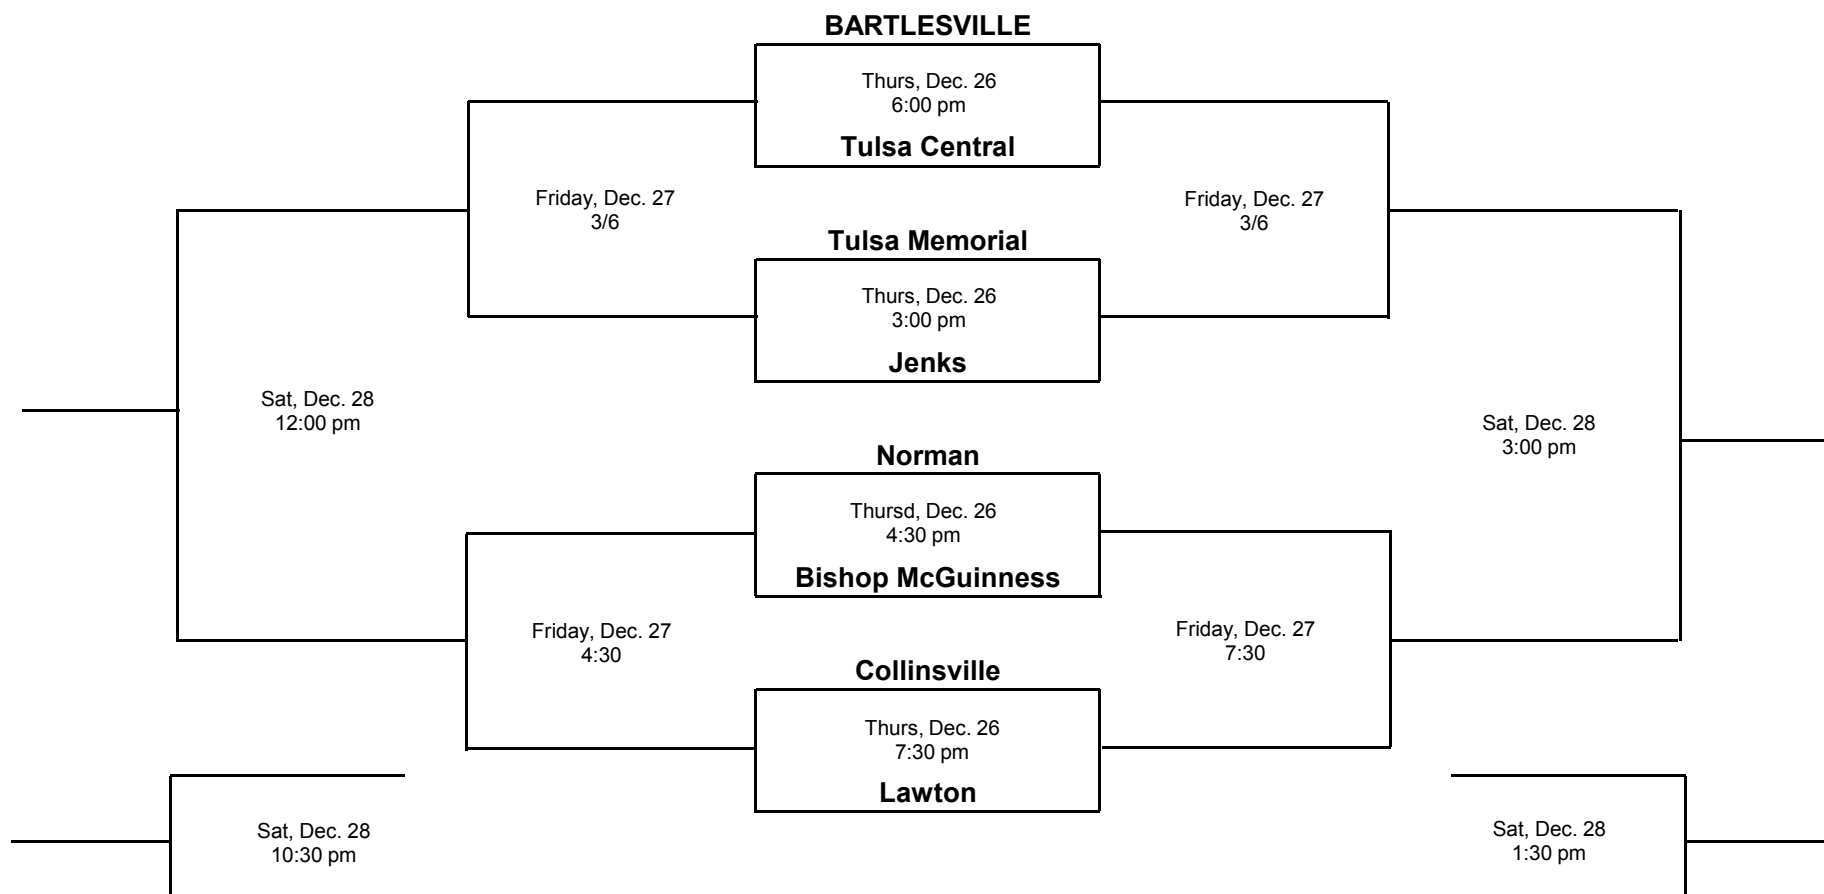 BARTLESVILLE
Thurs, Dec. 26
6:00 pm
Tulsa Central
Friday, Dec. 27
3/6
Friday, Dec. 27
3/6
Tulsa Memorial
Thurs, Dec. 26
3:00 pm
Jenks
Sat, Dec. 28
12:00 pm
Sat, Dec. 28
3:00 pm
Norman
Thursd, Dec. 26
4:30 pm
Bishop McGuinness
Friday, Dec. 27
4:30
Friday, Dec. 27
7:30
Collinsville
Thurs, Dec. 26
7:30 pm
Lawton
Sat, Dec. 28
10:30 pm
Sat, Dec. 28
1:30 pm